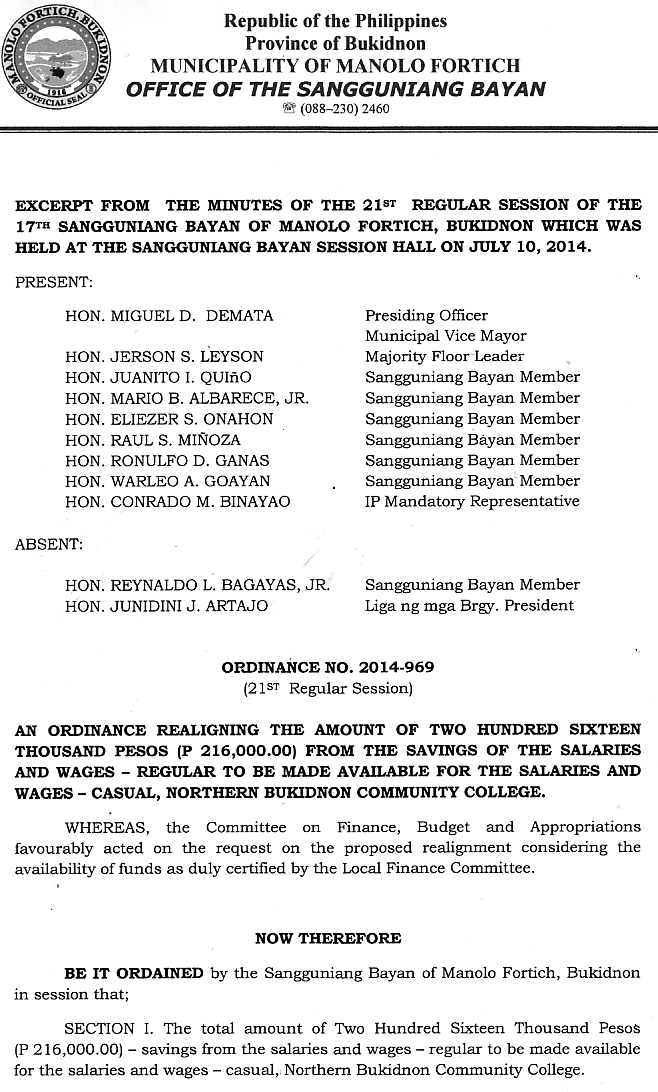 MANOLO FORTICH, BUKIDNON
1916
OFFICIAL SEAL
Republic of the Philippines
Province of Bukidnon
MUNICIPALITY OF MANOLO FORTICH
OFFICE OF THE SANGGUNIANG BAYAN
☏ (088–230) 2460
EXCERPT FROM THE MINUTES OF THE 21ST REGULAR SESSION OF THE
17TH SANGGUNIANG BAYAN OF MANOLO FORTICH, BUKIDNON WHICH WAS
HELD AT THE SANGGUNIANG BAYAN SESSION HALL ON JULY 10, 2014.
PRESENT:
HON. MIGUEL D. DEMATA Presiding Officer
Municipal Vice Mayor
HON. JERSON S. LEYSON Majority Floor Leader
HON. JUANITO I. QUIñO Sangguniang Bayan Member
HON. MARIO B. ALBARECE, JR. Sangguniang Bayan Member
HON. ELIEZER S. ONAHON Sangguniang Bayan Member
HON. RAUL S. MIÑOZA Sangguniang Bayan Member
HON. RONULFO D. GANAS Sangguniang Bayan Member
HON. WARLEO A. GOAYAN Sangguniang Bayan Member
HON. CONRADO M. BINAYAO IP Mandatory Representative
ABSENT:
HON. REYNALDO L. BAGAYAS, JR. Sangguniang Bayan Member
HON. JUNIDINI J. ARTAJO Liga ng mga Brgy. President
ORDINANCE NO. 2014-969
(21ST Regular Session)
AN ORDINANCE REALIGNING THE AMOUNT OF TWO HUNDRED SIXTEEN
THOUSAND PESOS (P 216,000.00) FROM THE SAVINGS OF THE SALARIES
AND WAGES – REGULAR TO BE MADE AVAILABLE FOR THE SALARIES AND
WAGES – CASUAL, NORTHERN BUKIDNON COMMUNITY COLLEGE.
WHEREAS, the Committee on Finance, Budget and Appropriations
favourably acted on the request on the proposed realignment considering the
availability of funds as duly certified by the Local Finance Committee.
NOW THEREFORE
BE IT ORDAINED by the Sangguniang Bayan of Manolo Fortich, Bukidnon
in session that;
SECTION I. The total amount of Two Hundred Sixteen Thousand Pesos
(P 216,000.00) – savings from the salaries and wages – regular to be made available
for the salaries and wages – casual, Northern Bukidnon Community College.